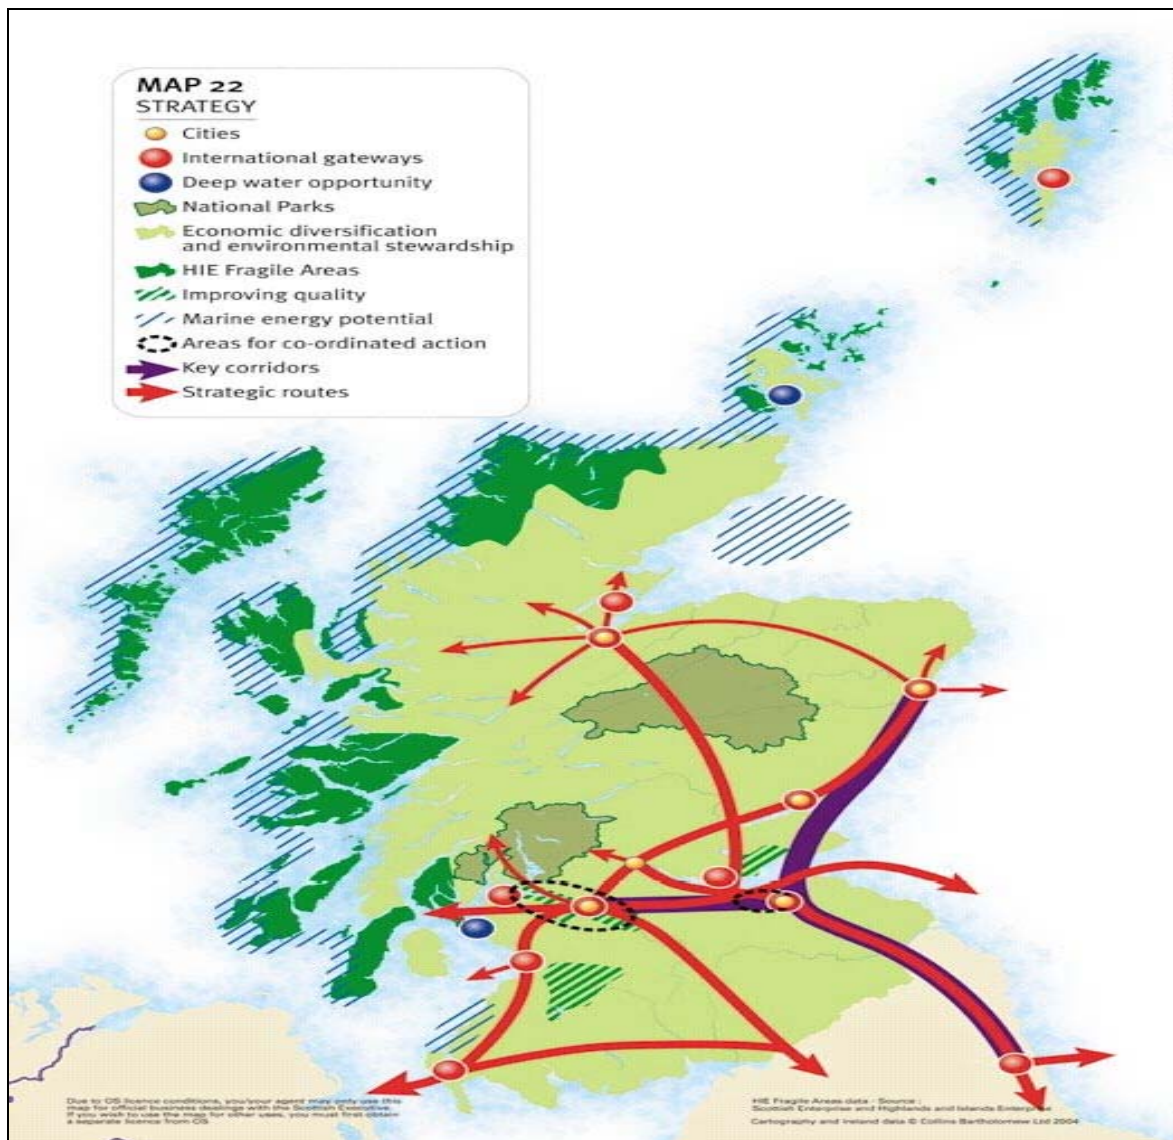 MAP 22
STRATEGY
Cities
International gateways
Deep water opportunity
National Parks
Economic diversification
and environmental stewardship
HIE Fragile Areas
Improving quality
Marine energy potential
Areas for co-ordinated action
Key corridors
Strategic routes
Due to OS licence conditions, you/your agent may only use this
map for official business dealings with the Scottish Executive.
If you wish to use the map for other uses, you must first obtain
a separate licence from OS
HIE Fragile Areas data - Source :
Scottish Enterprise and Highlands and Islands Enterprise
Cartography and Ireland data © Collins Bartholomew Ltd 2004